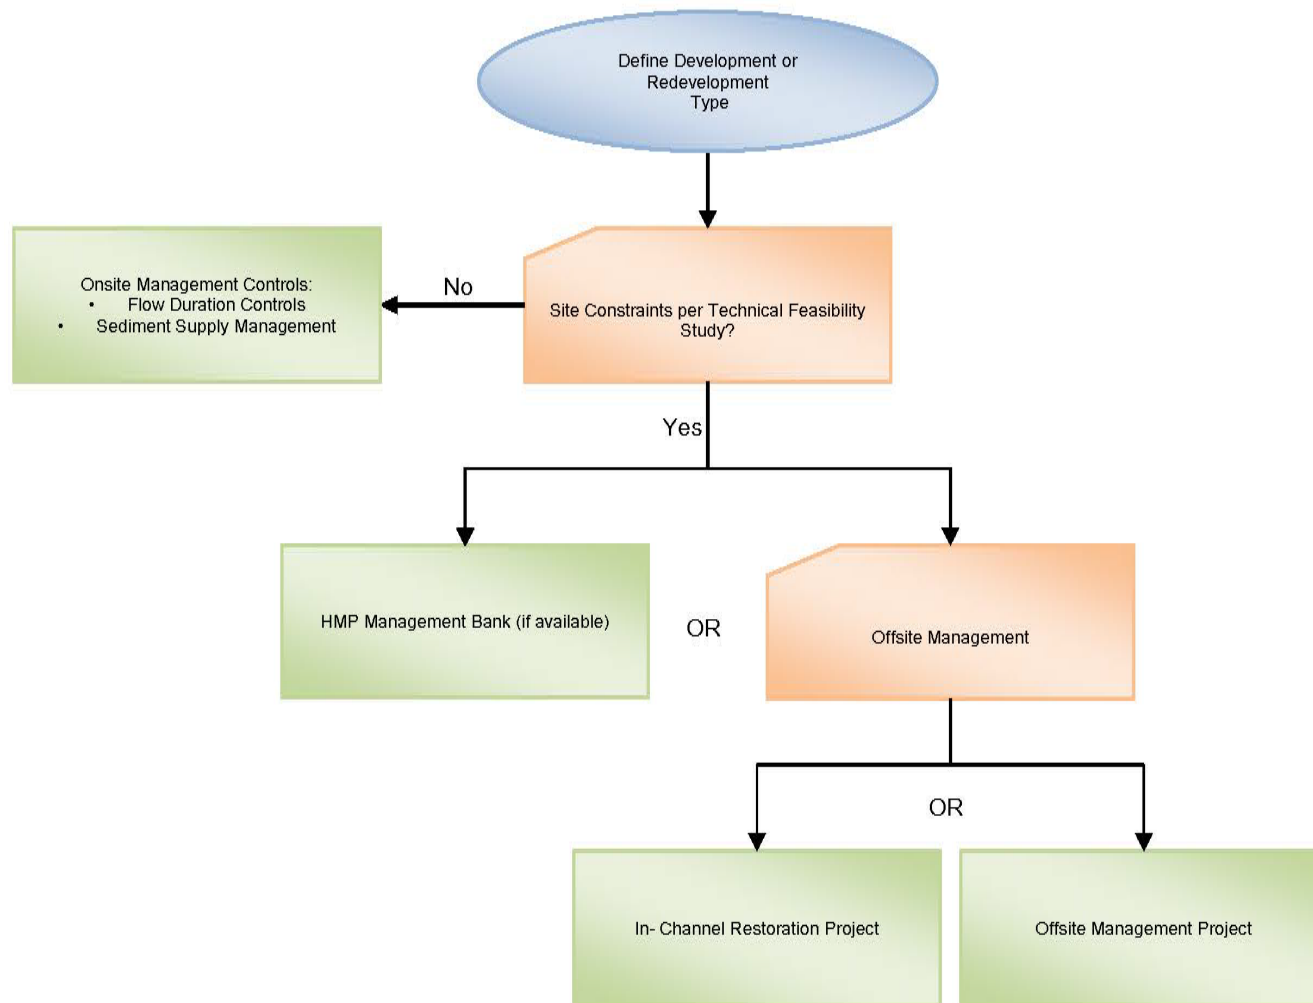 Define Development or
Redevelopment
Type
Onsite Management Controls:
• Flow Duration Controls
• Sediment Supply Management
No
Site Constraints per Technical Feasibility
Study?
Yes
HMP Management Bank (if available)
OR
Offsite Management
OR
In- Channel Restoration Project
Offsite Management Project